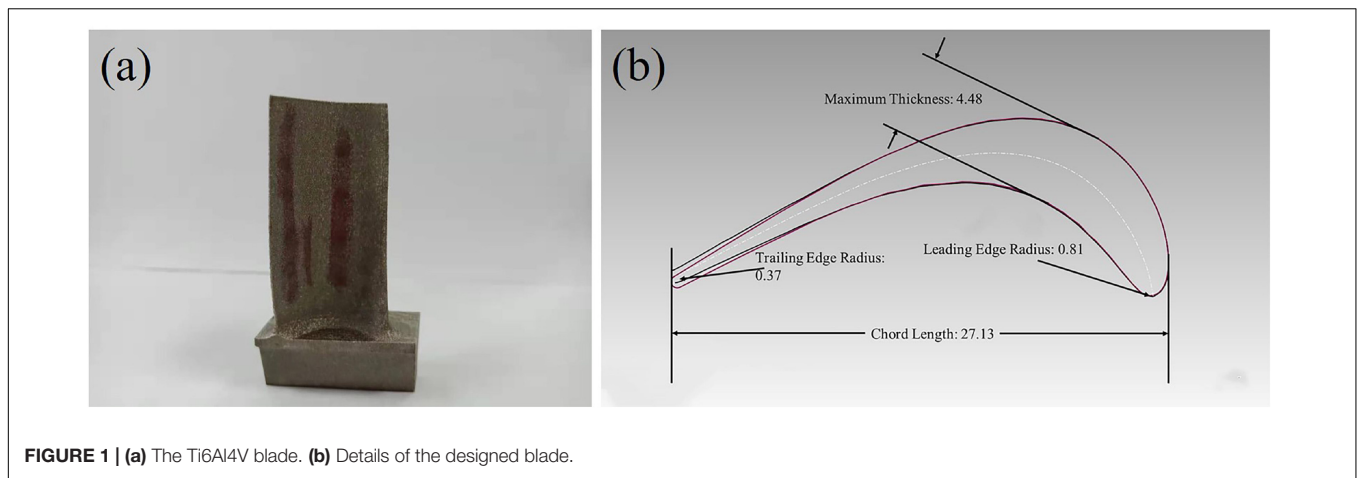 (a)
(b)
Maximum Thickness: 4.48
Trailing Edge Radius:
0.37
Leading Edge Radius: 0.81
Chord Length: 27.13
FIGURE 1 | (a) The Ti6Al4V blade. (b) Details of the designed blade.